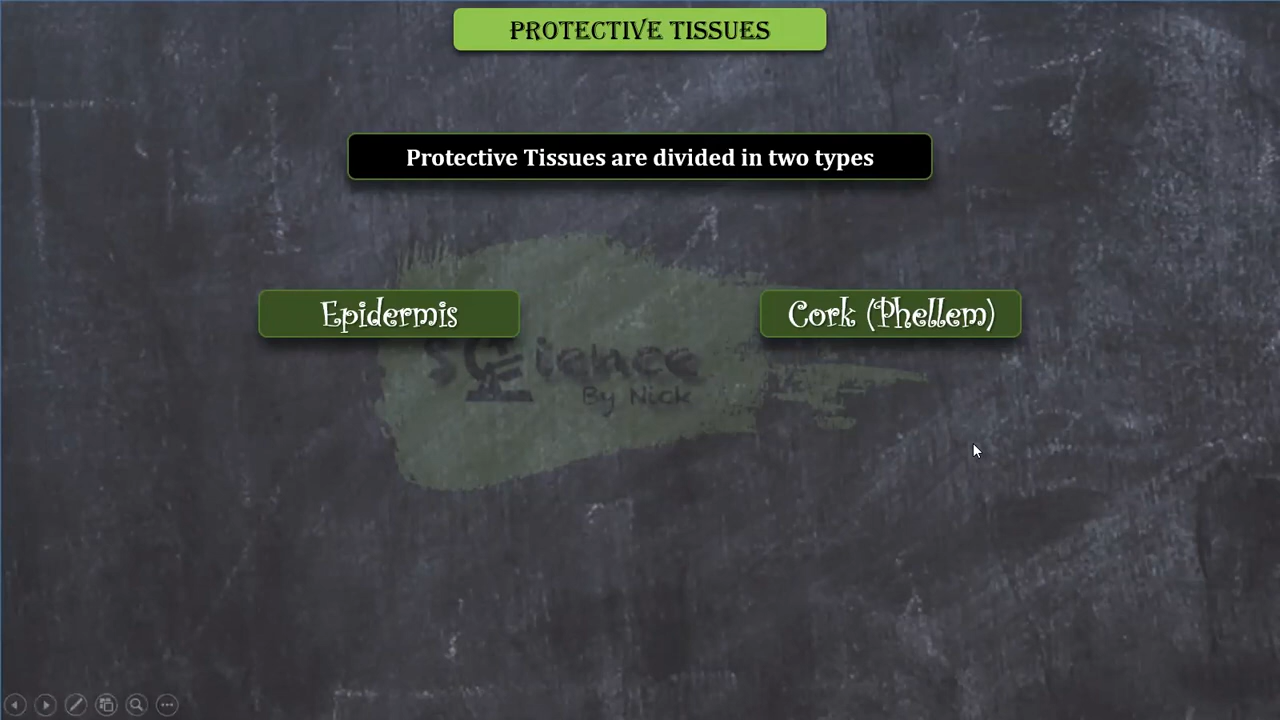 PROTECTIVE TISSUES
Protective Tissues are divided in two types
Epidermis
Cork (Phellem)
Science
By Nick